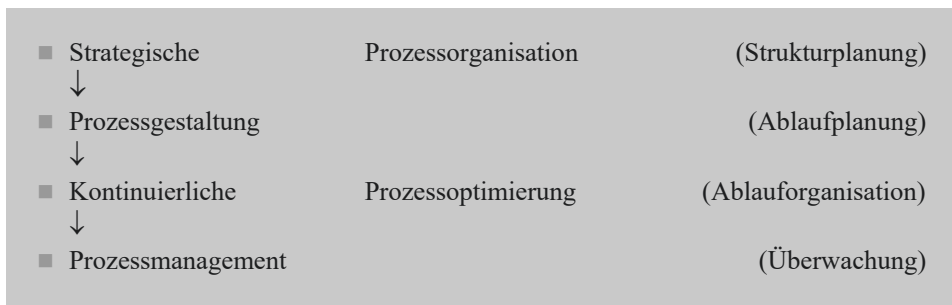 ■ Strategische Prozessorganisation (Strukturplanung)
↓
■ Prozessgestaltung (Ablaufplanung)
↓
■ Kontinuierliche Prozessoptimierung (Ablauforganisation)
↓
■ Prozessmanagement (Überwachung)